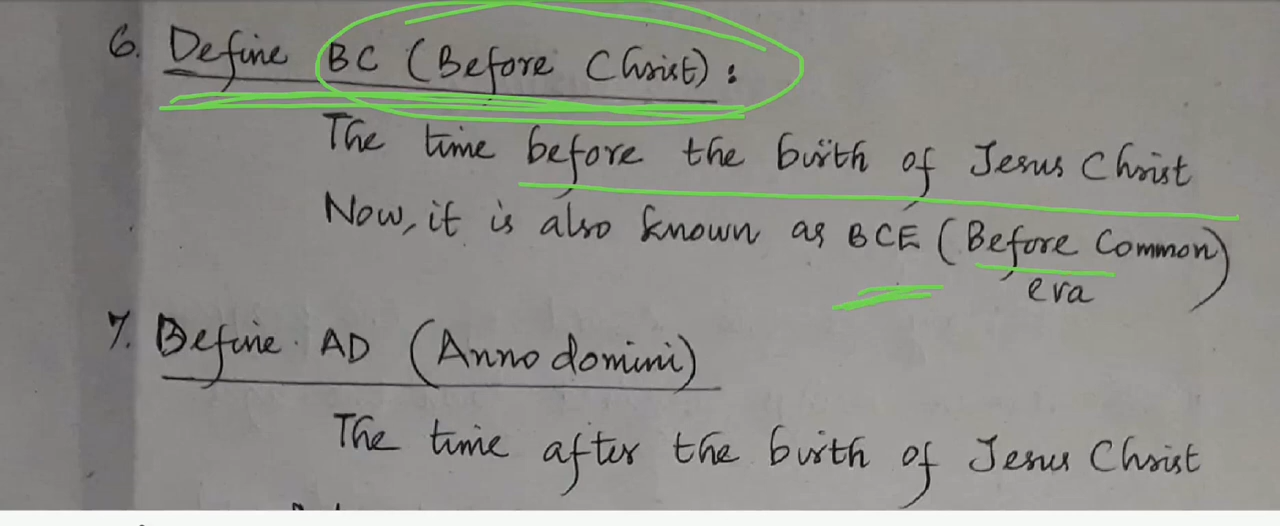 6. Define BC (Before Christ) :
The time before the birth of Jesus Christ
Now, it is also known as BCE (Before Common)
era
7. Define. AD (Anno domini)
The time after the birth of Jesus Christ